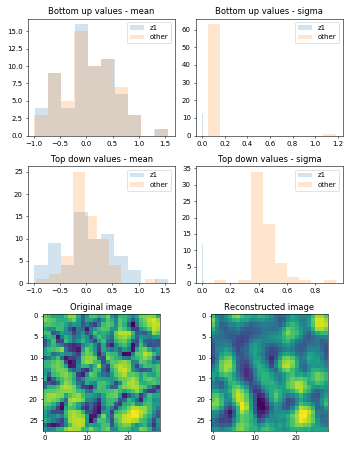 Bottom up values - mean
Bottom up values - sigma
z1
other
z1
other
15.0
12.5
10.0
7.5
5.0
2.5
0.0
60
50
40
30
20
10
0
−1.0 −0.5 0.0 0.5 1.0 1.5
0.0 0.2 0.4 0.6 0.8 1.0 1.2
Top down values - mean
Top down values - sigma
z1
other
z1
other
25
20
15
10
5
0
35
30
25
20
15
10
5
0
−1.0 −0.5 0.0 0.5 1.0 1.5
0.0 0.2 0.4 0.6 0.8
Original image
Reconstructed image
0
5
10
15
20
25
0
5
10
15
20
25
0 10 20
0 10 20